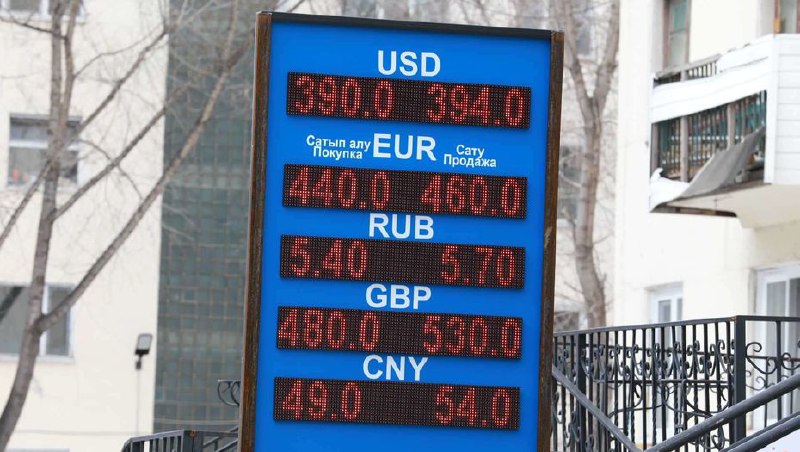 USD
390.0 394.0
Сатып алу EUR Сату
Покупка Продажа
440.0 460.0
RUB
5.40 5.70
GBP
480.0 530.0
CNY
49.0 54.0